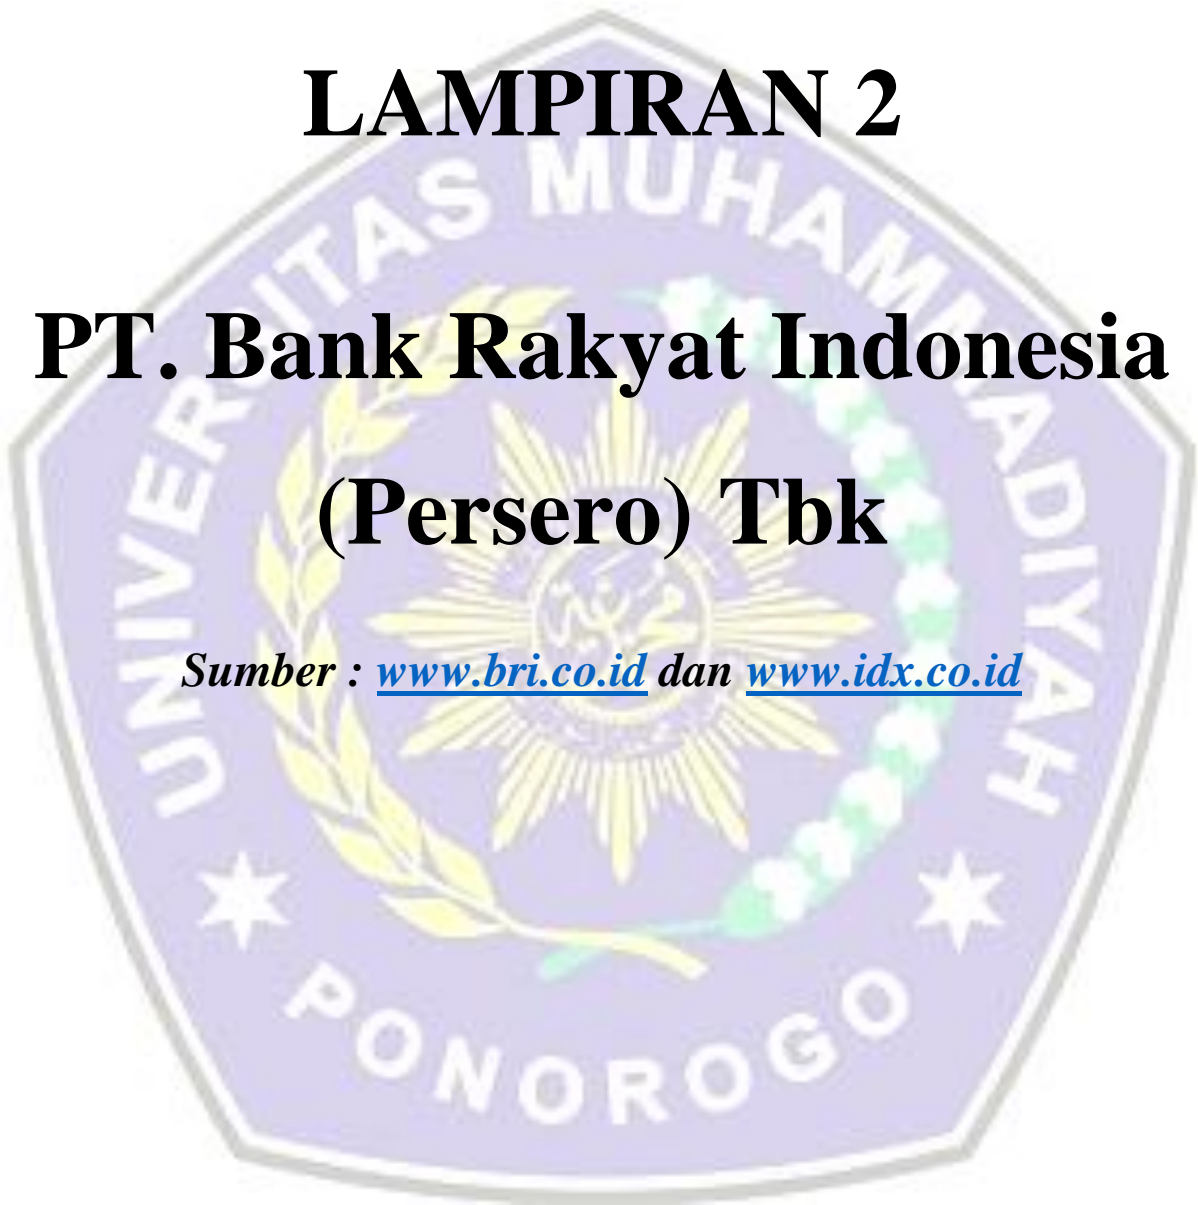 LAMPIRAN 2
PT. Bank Rakyat Indonesia
(Persero) Tbk
Sumber : www.bri.co.id dan www.idx.co.id
UNIVERSITAS MUHAMMADIYAH
PONOROGO